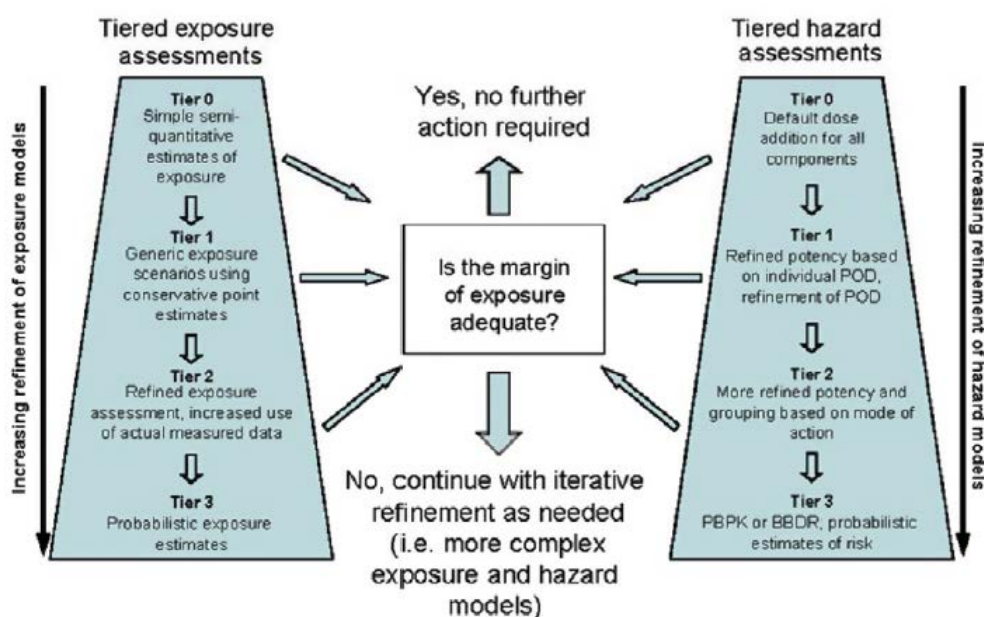 Tiered exposure
assessments
Tier 0
Simple semi-
quantitative
estimates of
exposure
Tier 1
Generic exposure
scenarios using
conservative point
estimates
Tier 2
Refined exposure
assessment, increased use
of actual measured data
Tier 3
Probabilistic exposure
estimates
Increasing refinement of exposure models
Yes, no further
action required
Is the margin
of exposure
adequate?
No, continue with iterative
refinement as needed
(i.e. more complex
exposure and hazard
models)
Tiered hazard
assessments
Tier 0
Default dose
addition for all
components
Tier 1
Refined potency based
on individual POD,
refinement of POD
Tier 2
More refined potency and
grouping based on mode of
action
Tier 3
PBPK or BBDR, probabilistic
estimates of risk
Increasing refinement of hazard models